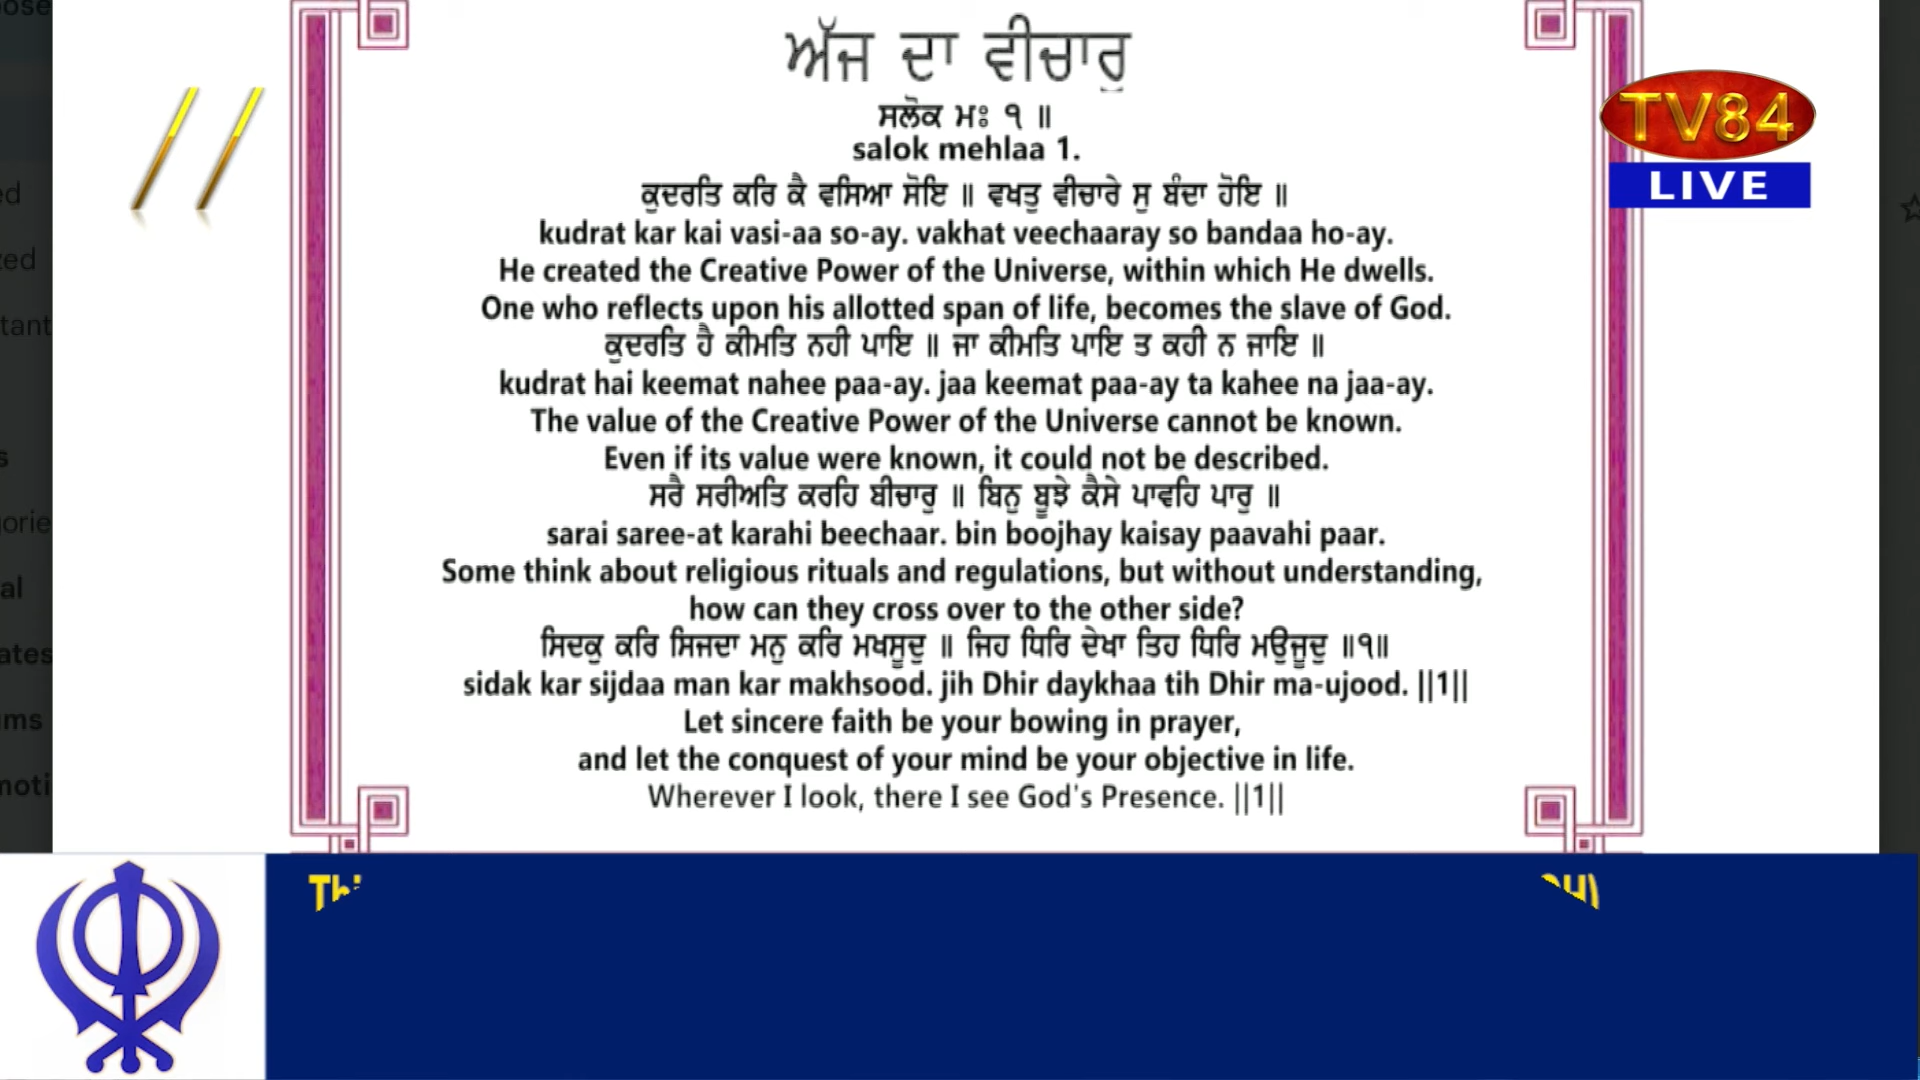 ਅੱਜ ਦਾ ਵੀਚਾਰੁ
ਸਲੋਕ ਮਃ ੧ ॥
salok mehlaa 1.
ਕੁਦਰਤਿ ਕਰਿ ਕੈ ਵਸਿਆ ਸੋਇ ॥ ਵਖਤੁ ਵੀਚਾਰੇ ਸੁ ਬੰਦਾ ਹੋਇ ॥
kudrat kar kai vasi-aa so-ay. vakhat veechaaray so bandaa ho-ay.
He created the Creative Power of the Universe, within which He dwells.
One who reflects upon his allotted span of life, becomes the slave of God.
ਕੁਦਰਤਿ ਹੈ ਕੀਮਤਿ ਨਹੀ ਪਾਇ ॥ ਜਾ ਕੀਮਤਿ ਪਾਇ ਤ ਕਹੀ ਨ ਜਾਇ ॥
kudrat hai keemat nahee paa-ay. jaa keemat paa-ay ta kahee na jaa-ay.
The value of the Creative Power of the Universe cannot be known.
Even if its value were known, it could not be described.
ਸਰੈ ਸਰੀਅਤਿ ਕਰਹਿ ਬੀਚਾਰੁ ॥ ਬਿਨੁ ਬੂਝੇ ਕੈਸੇ ਪਾਵਹਿ ਪਾਰੁ ॥
sarai saree-at karahi beechaar. bin boojhay kaisay paavahi paar.
Some think about religious rituals and regulations, but without understanding,
how can they cross over to the other side?
ਸਿਦਕੁ ਕਰਿ ਸਿਜਦਾ ਮਨੁ ਕਰਿ ਮਖਸੂਦੁ ॥ ਜਿਹ ਧਿਰਿ ਦੇਖਾ ਤਿਹ ਧਿਰਿ ਮਉਜੂਦੁ ॥੧॥
sidak kar sijdaa man kar makhsood. jih Dhir daykhaa tih Dhir ma-ujood. ||1||
Let sincere faith be your bowing in prayer,
and let the conquest of your mind be your objective in life.
Wherever I look, there I see God's Presence. ||1||
TV84
LIVE